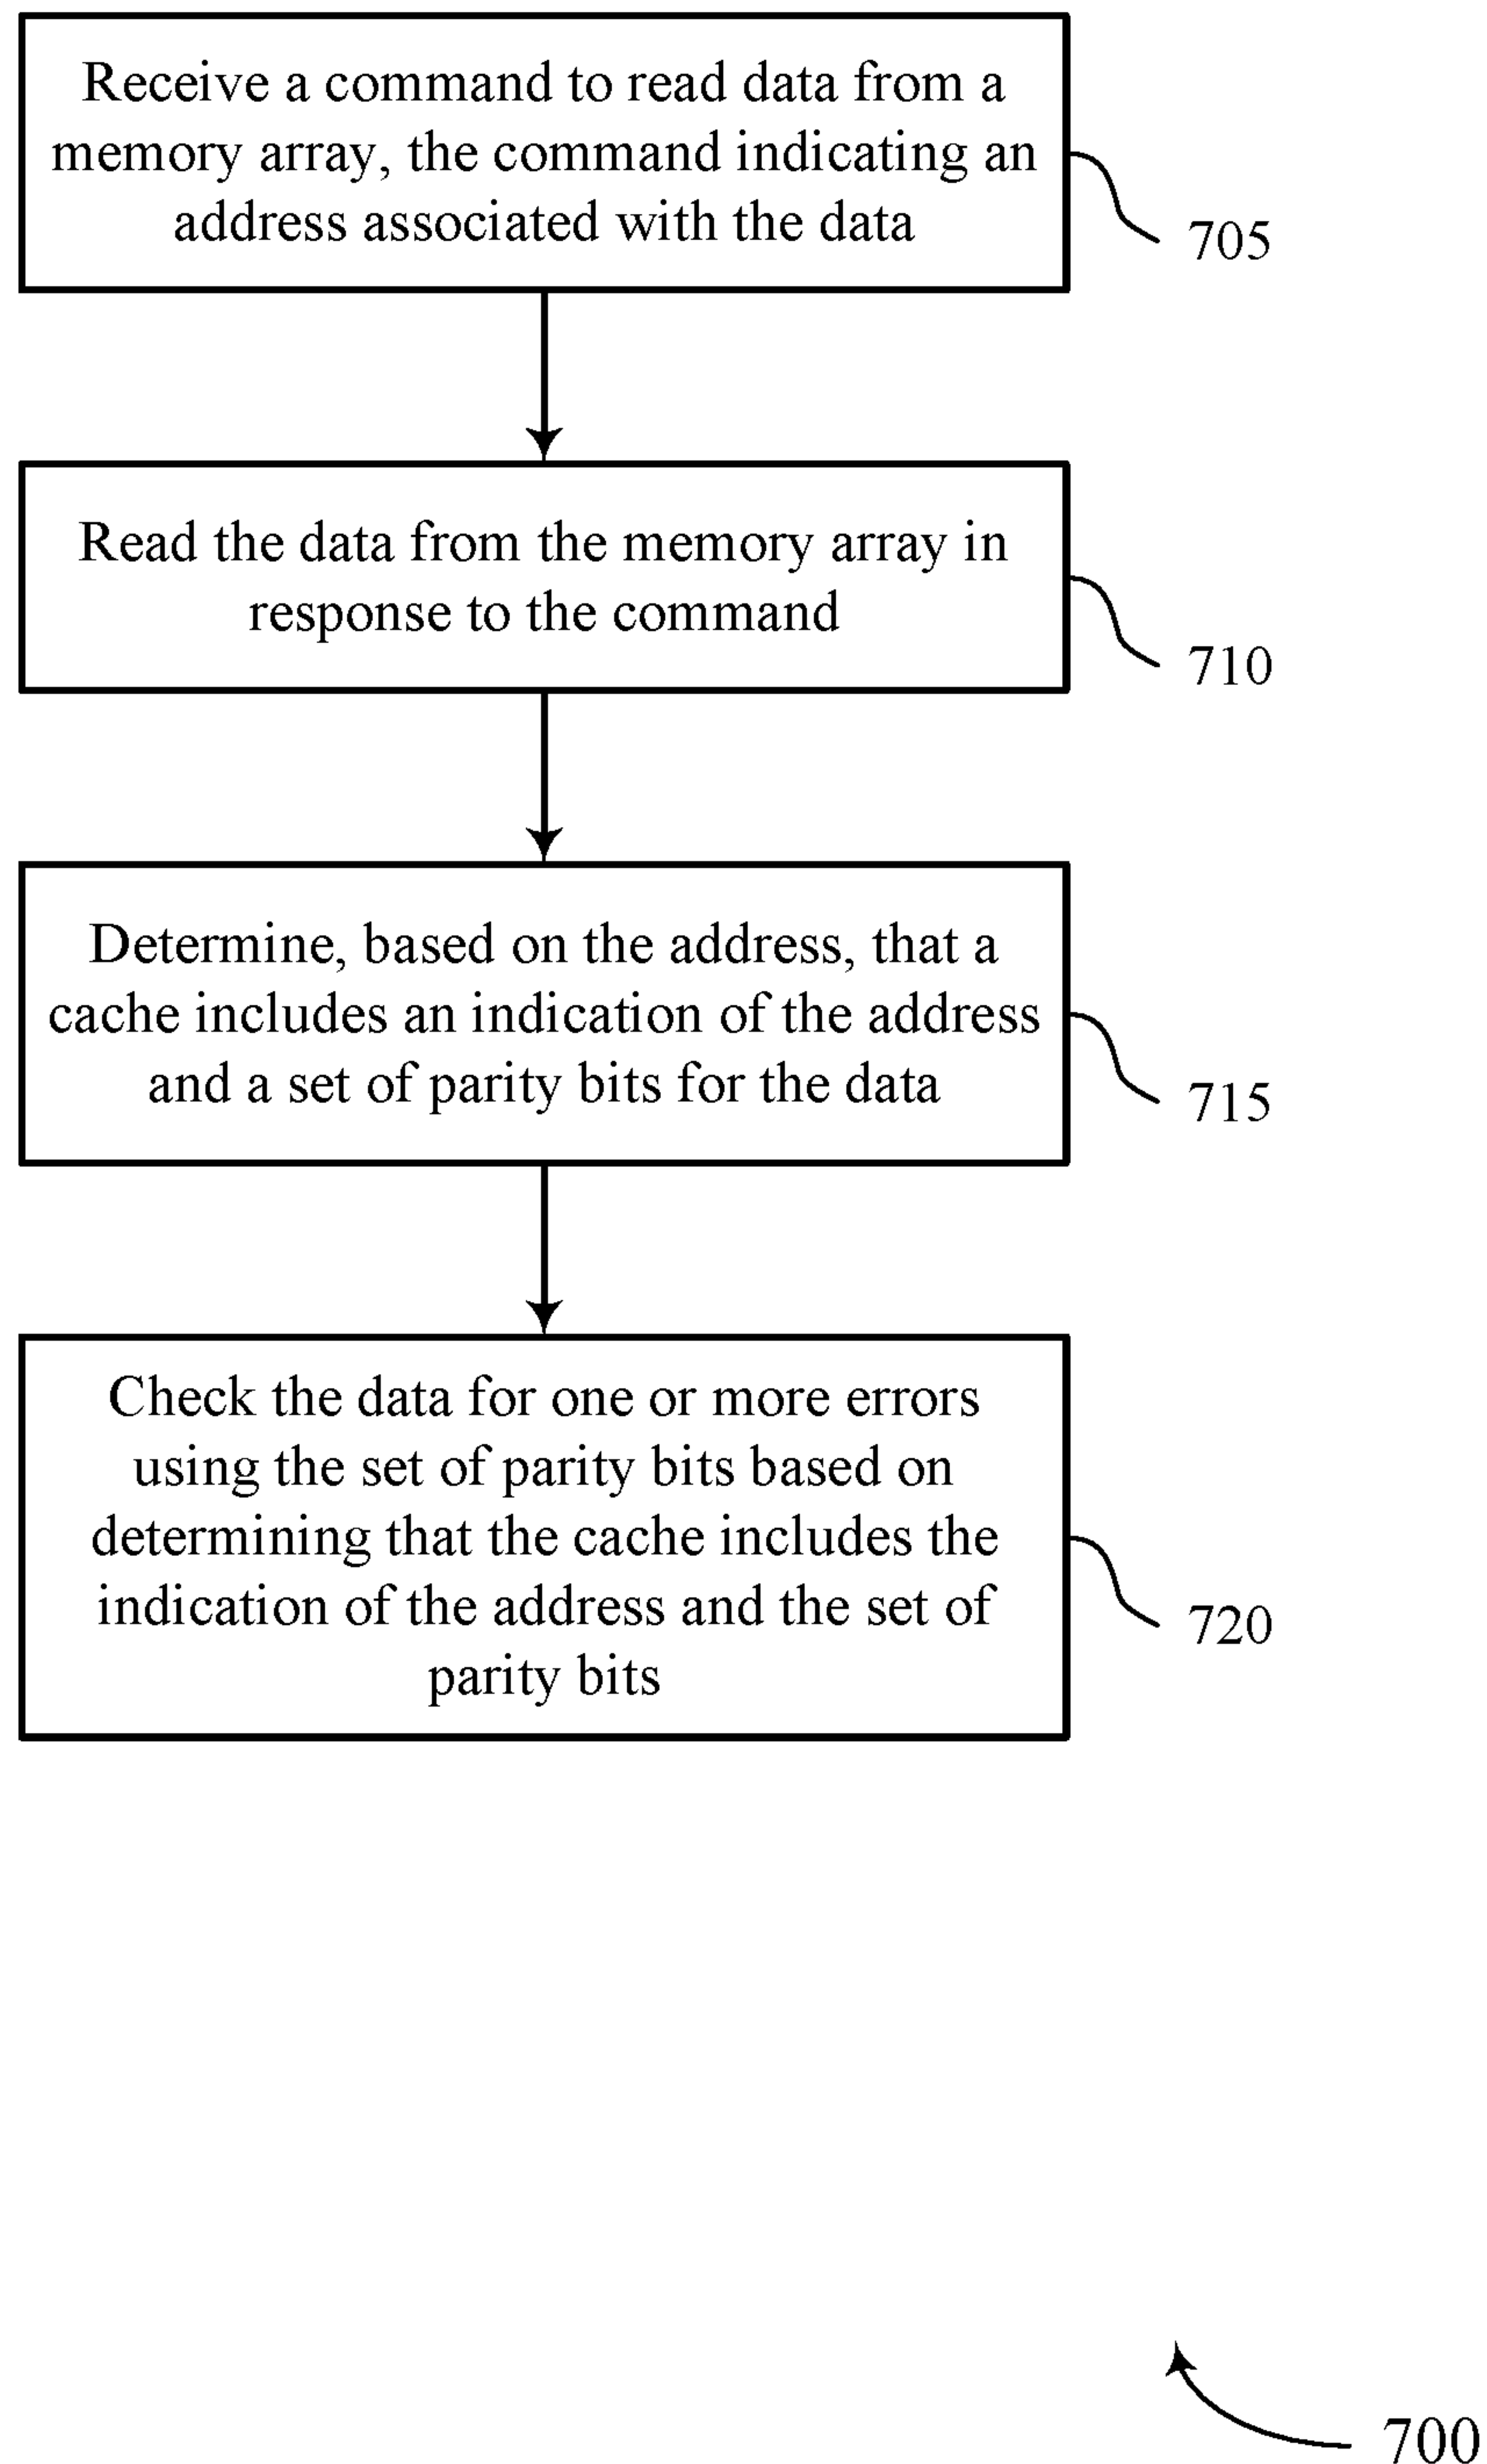 Receive a command to read data from a
memory array, the command indicating an
address associated with the data
705
Read the data from the memory array in
response to the command
710
Determine, based on the address, that a
cache includes an indication of the address
and a set of parity bits for the data
715
Check the data for one or more errors
using the set of parity bits based on
determining that the cache includes the
indication of the address and the set of
parity bits
720
700